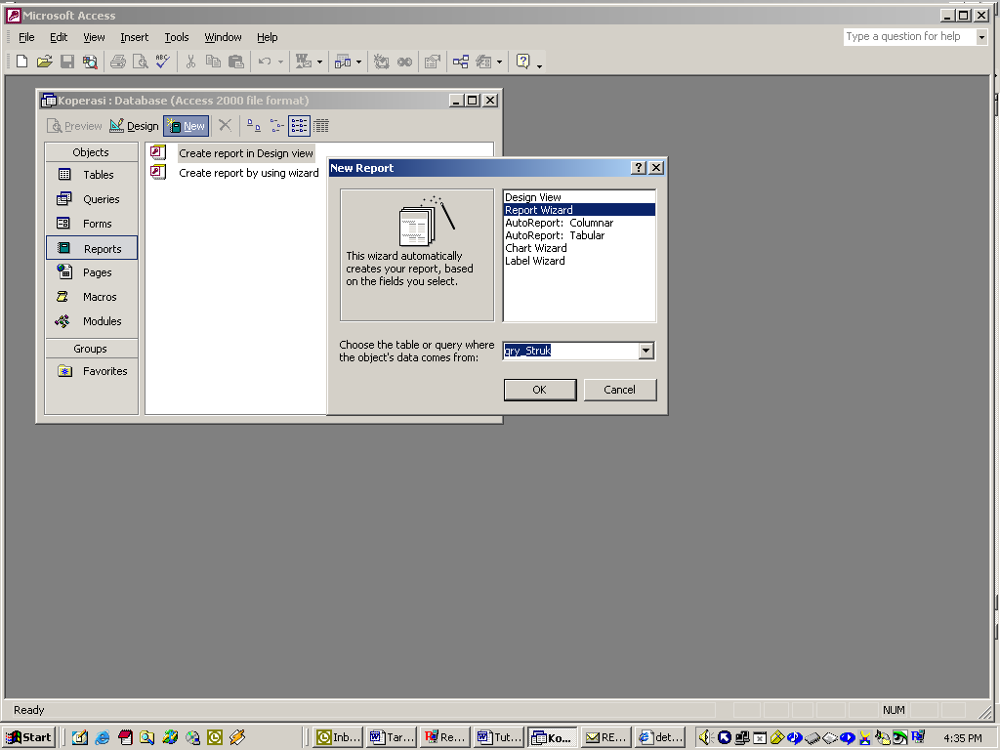 Microsoft Access
File Edit View Insert Tools Window Help
Type a question for help
Koperasi : Database (Access 2000 file format)
Preview Design New
Objects
Tables
Queries
Forms
Reports
Pages
Macros
Modules
Groups
Favorites
Create report in Design view
Create report by using wizard
New Report
This wizard automatically
creates your report, based
on the fields you select.
Design View
Report Wizard
AutoReport: Columnar
AutoReport: Tabular
Chart Wizard
Label Wizard
Choose the table or query where
the object's data comes from:
qry_Struk
OK Cancel
Ready
NUM
Start Inb... Tar... Re... Tut... Ko... RE... det... 4:35 PM